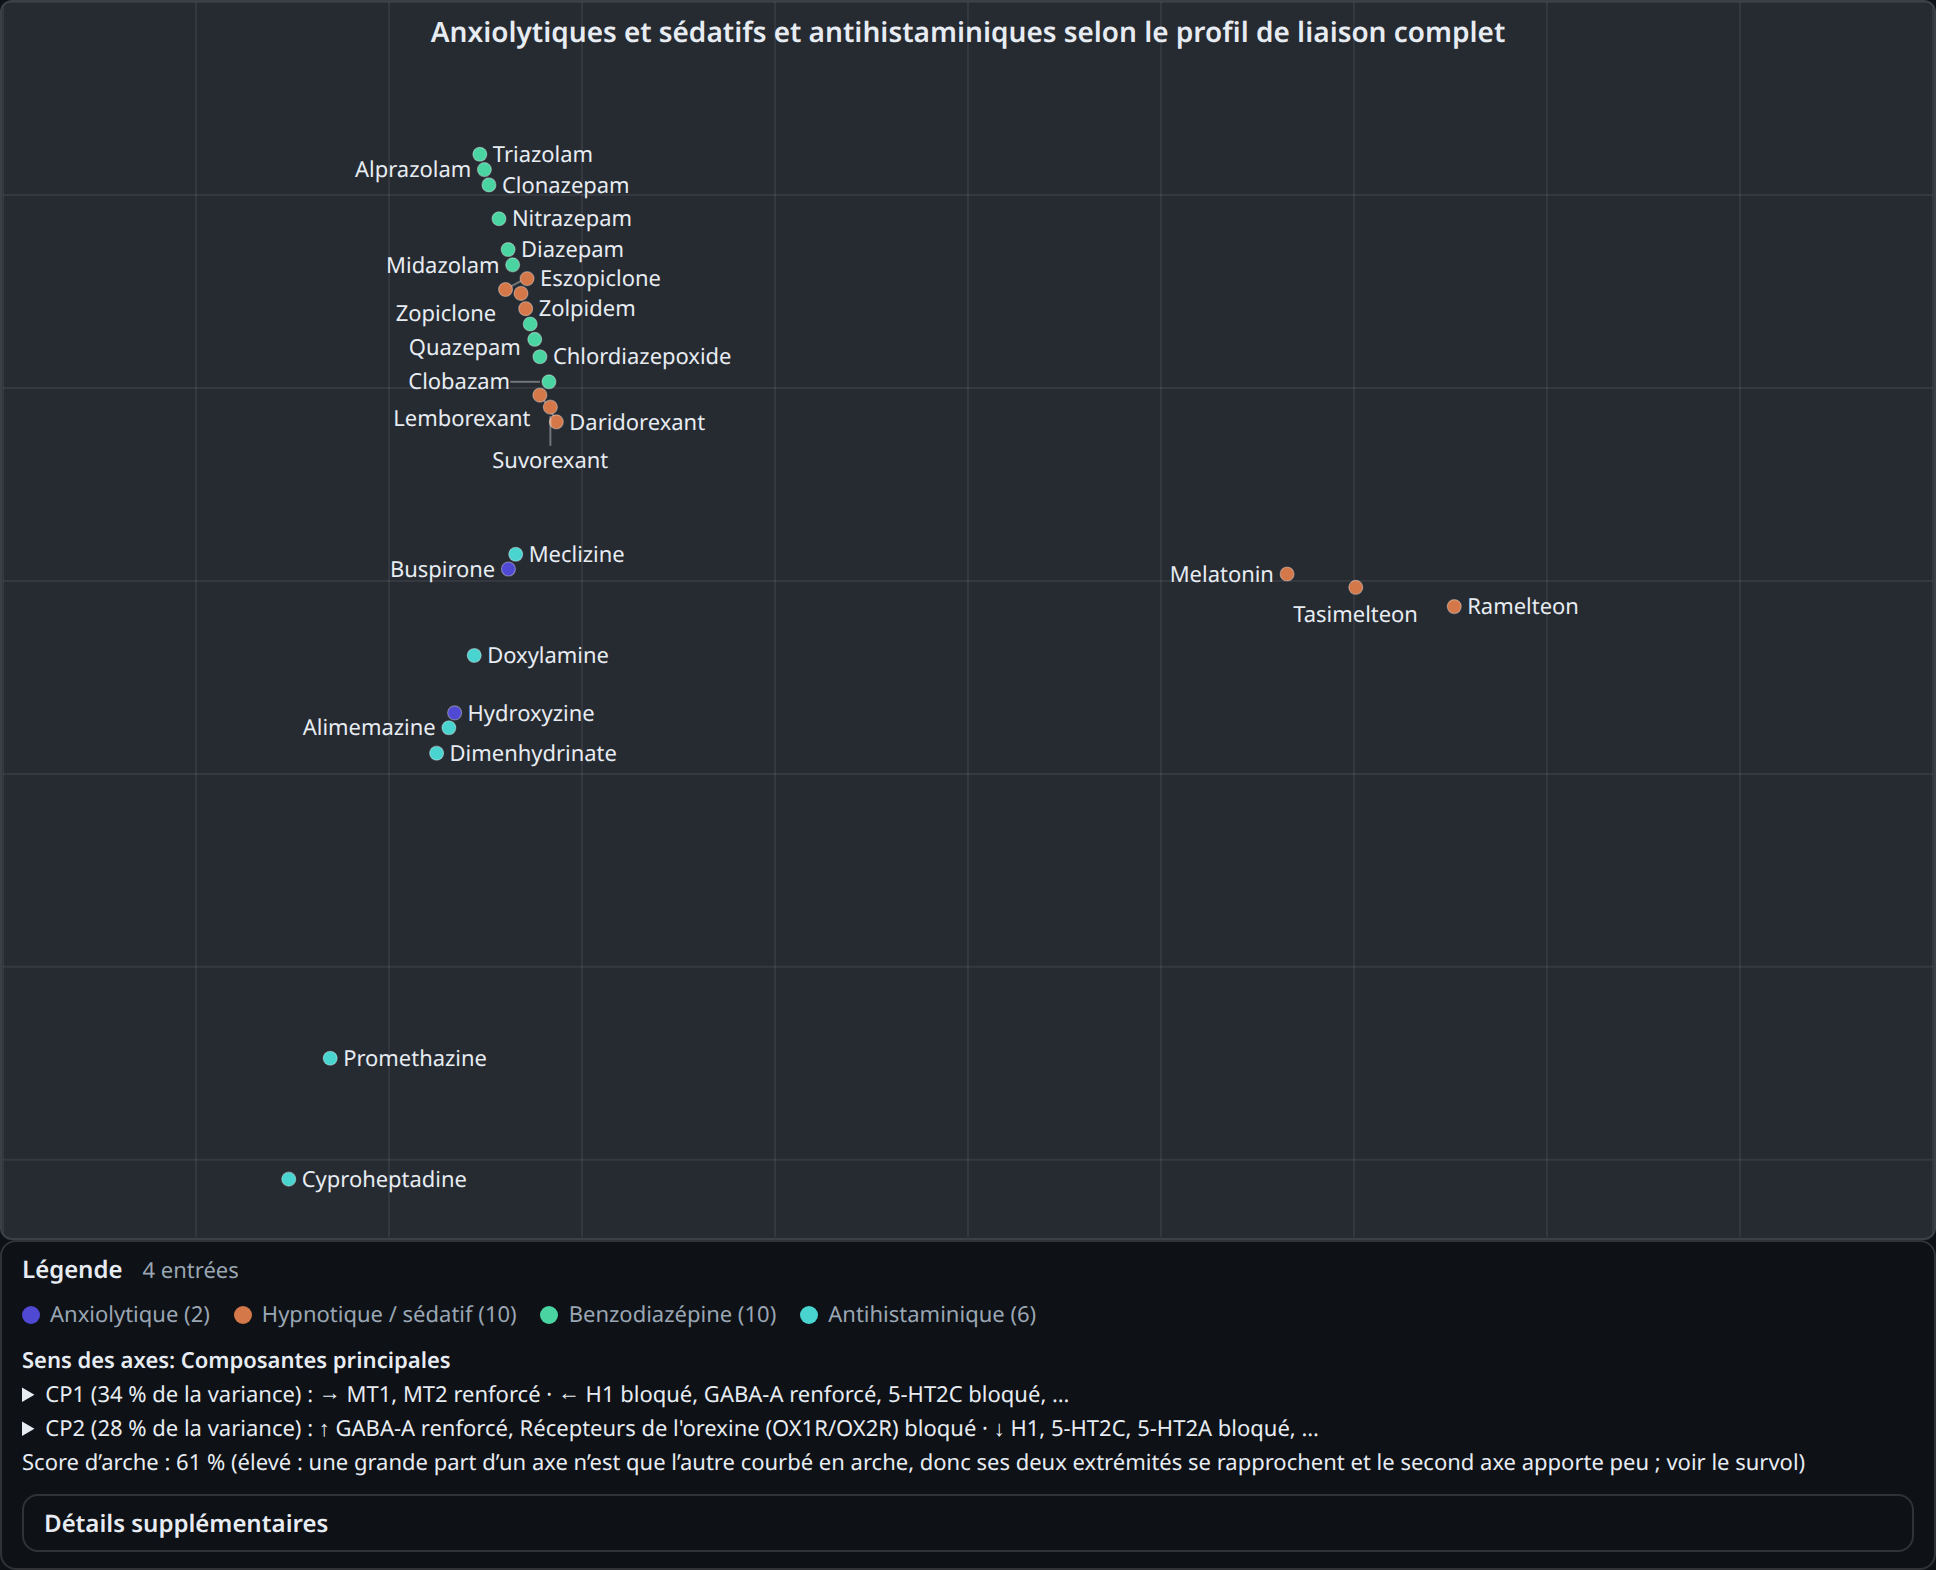 Anxiolytiques et sédatifs et antihistaminiques selon le profil de liaison complet
Triazolam
Alprazolam
Clonazepam
Nitrazepam
Diazepam
Midazolam
Eszopiclone
Zolpidem
Zopiclone
Quazepam
Chlordiazepoxide
Clobazam
Lemborexant
Daridorexant
Suvorexant
Meclizine
Buspirone
Melatonin
Tasimelteon
Ramelteon
Doxylamine
Hydroxyzine
Alimemazine
Dimenhydrinate
Promethazine
Cyproheptadine
Légende 4 entrées
Anxiolytique (2) Hypnotique / sédatif (10) Benzodiazépine (10) Antihistaminique (6)
Sens des axes: Composantes principales
▶ CP1 (34 % de la variance) : → MT1, MT2 renforcé · ← H1 bloqué, GABA-A renforcé, 5-HT2C bloqué, ...
▶ CP2 (28 % de la variance) : ↑ GABA-A renforcé, Récepteurs de l'orexine (OX1R/OX2R) bloqué · ↓ H1, 5-HT2C, 5-HT2A bloqué, ...
Score d’arche : 61 % (élevé : une grande part d’un axe n’est que l’autre courbé en arche, donc ses deux extrémités se rapprochent et le second axe apporte peu ; voir le survol)
Détails supplémentaires